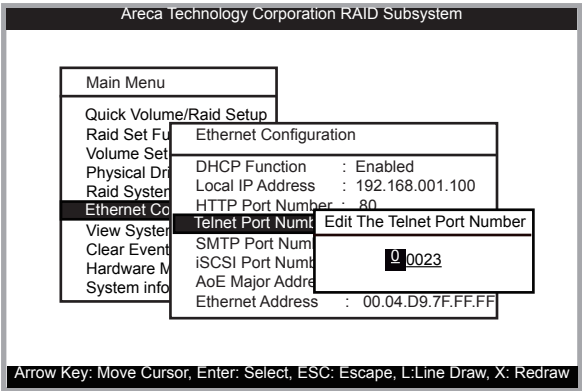 Areca Technology Corporation RAID Subsystem
Main Menu
Quick Volume/Raid Setup
Raid Set Fu
Volume Set
Physical Dri
Raid System
Ethernet Co
View System
Clear Event
Hardware M
System info
Ethernet Configuration
DHCP Function : Enabled
Local IP Address : 192.168.001.100
HTTP Port Number : 80
Telnet Port Numb
SMTP Port Num
iSCSI Port Numb
AoE Major Addre
Ethernet Address : 00.04.D9.7F.FF.FF
Edit The Telnet Port Number
0 0023
Arrow Key: Move Cursor, Enter: Select, ESC: Escape, L:Line Draw, X: Redraw